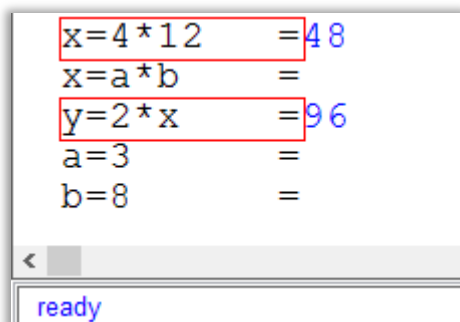 x=4*12 =48
x=a*b =
y=2*x =96
a=3 =
b=8 =
ready